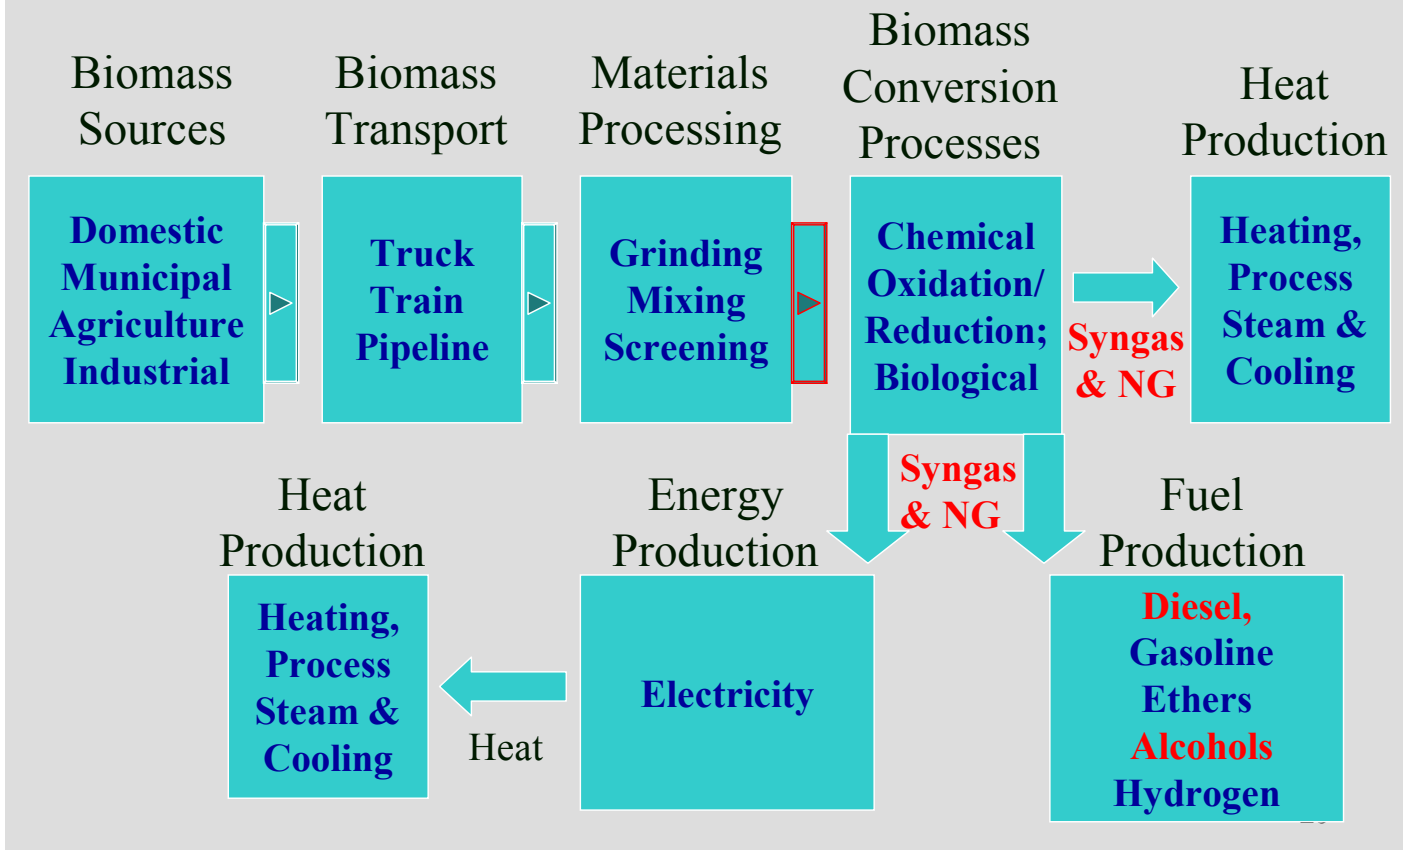 Biomass
Sources
Domestic
Municipal
Agriculture
Industrial
Biomass
Transport
Truck
Train
Pipeline
Materials
Processing
Grinding
Mixing
Screening
Biomass
Conversion
Processes
Chemical
Oxidation/
Reduction;
Biological
Syngas
& NG
Heat
Production
Heating,
Process
Steam &
Cooling
Syngas
& NG
Heat
Production
Heating,
Process
Steam &
Cooling
Heat
Energy
Production
Electricity
Fuel
Production
Diesel,
Gasoline
Ethers
Alcohols
Hydrogen